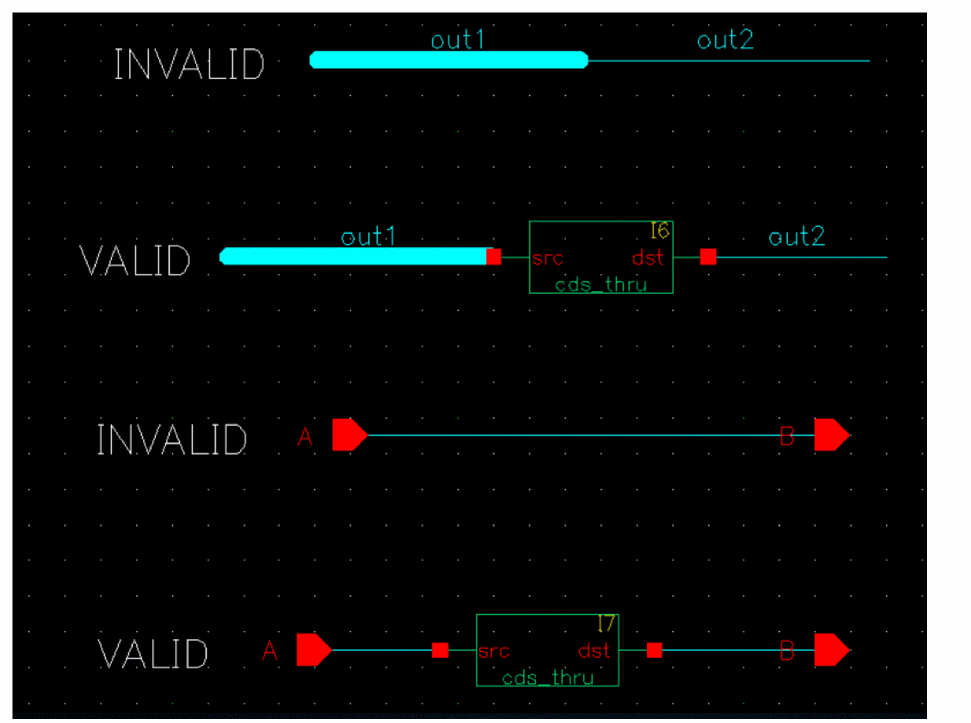 out1 out2
INVALID
I6
out1 out2
VALID
src dst
cds_thru
INVALID A B
I7
VALID A src dst B
cds_thru